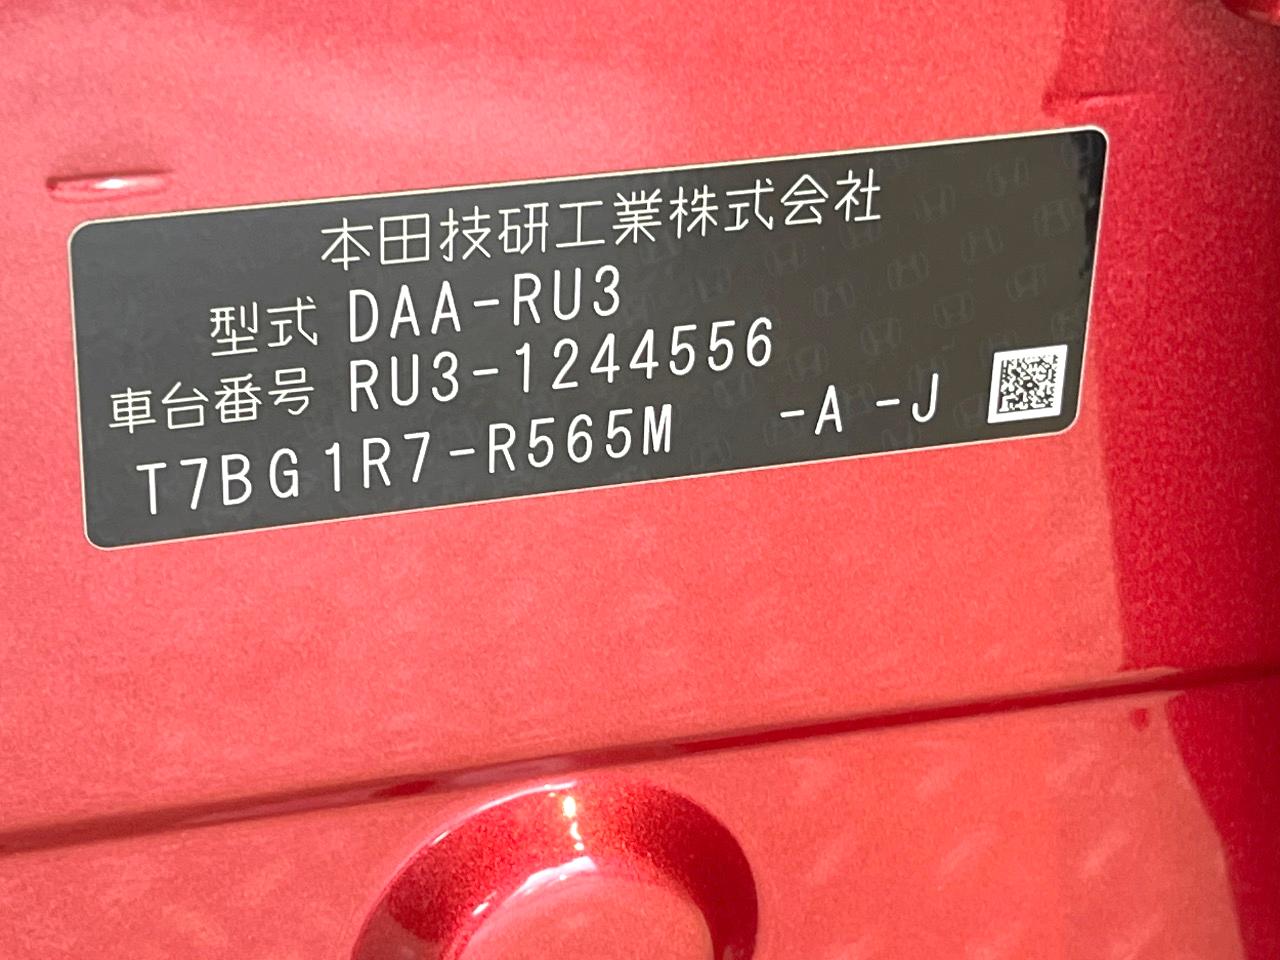 本田技研工業株式会社
型式 DAA-RU3
車台番号 RU3-1244556
T7BG1R7-R565M -A -J